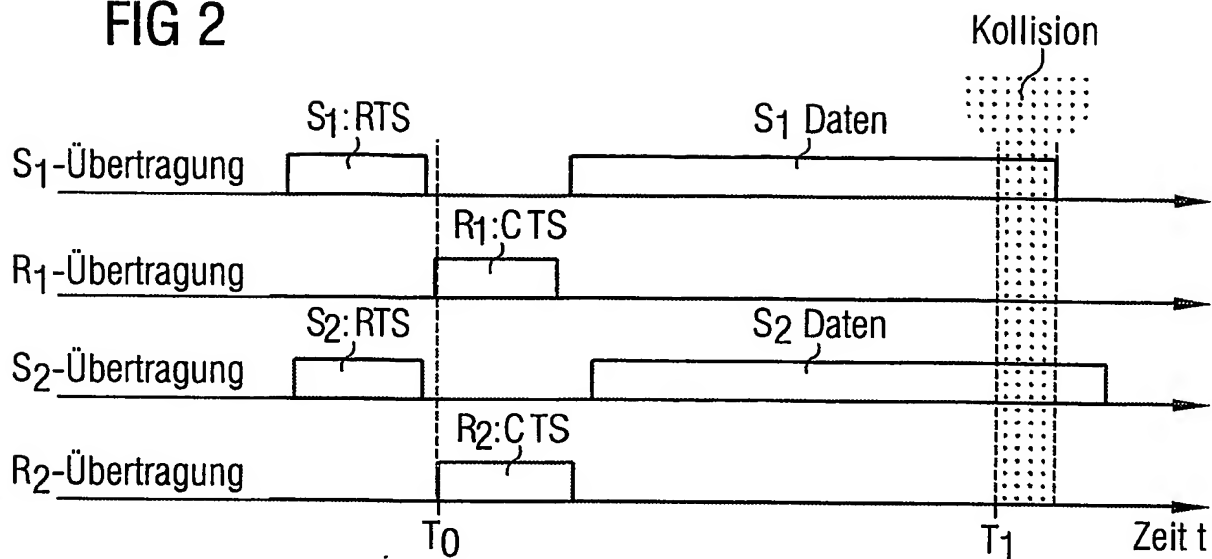 FIG 2
Kollision
S1:RTS
S1 Daten
S1-Übertragung
R1:CTS
R1-Übertragung
S2:RTS
S2 Daten
S2-Übertragung
R2:CTS
R2-Übertragung
T0
T1
Zeit t